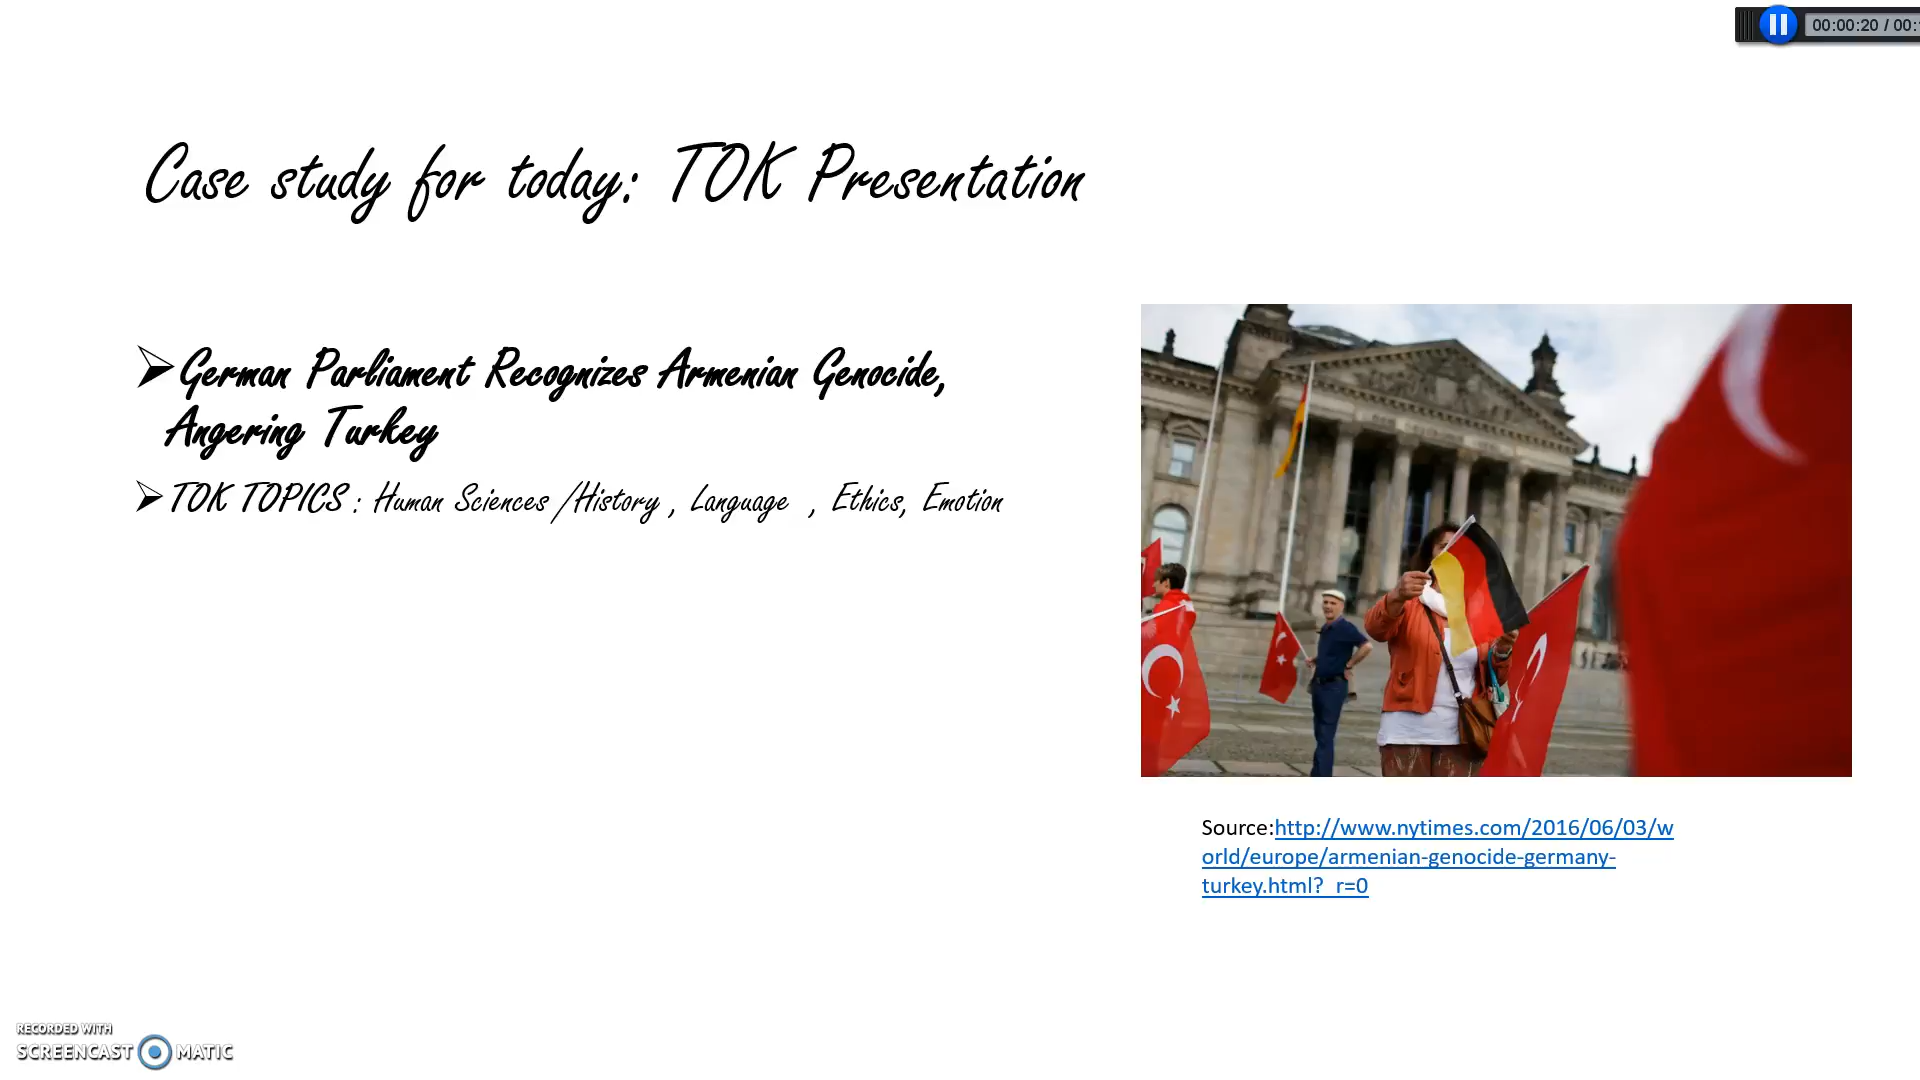 00:00:20 / 00:
Case study for today: TOK Presentation
German Parliament Recognizes Armenian Genocide,
Angering Turkey
TOK TOPICS : Human Sciences /History , Language , Ethics, Emotion
Source:http://www.nytimes.com/2016/06/03/w
orld/europe/armenian-genocide-germany-
turkey.html?_r=0
RECORDED WITH
SCREENCAST MATIC